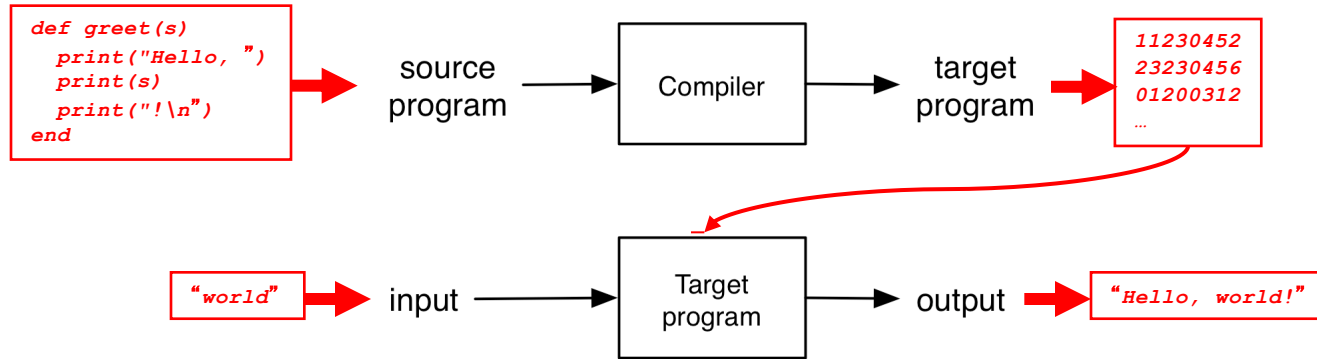 def greet(s)
print("Hello, ”)
print(s)
print("!\n”)
end
source
program
Compiler
target
program
11230452
23230456
01200312
…
“world”
input
Target
program
output
“Hello, world!”